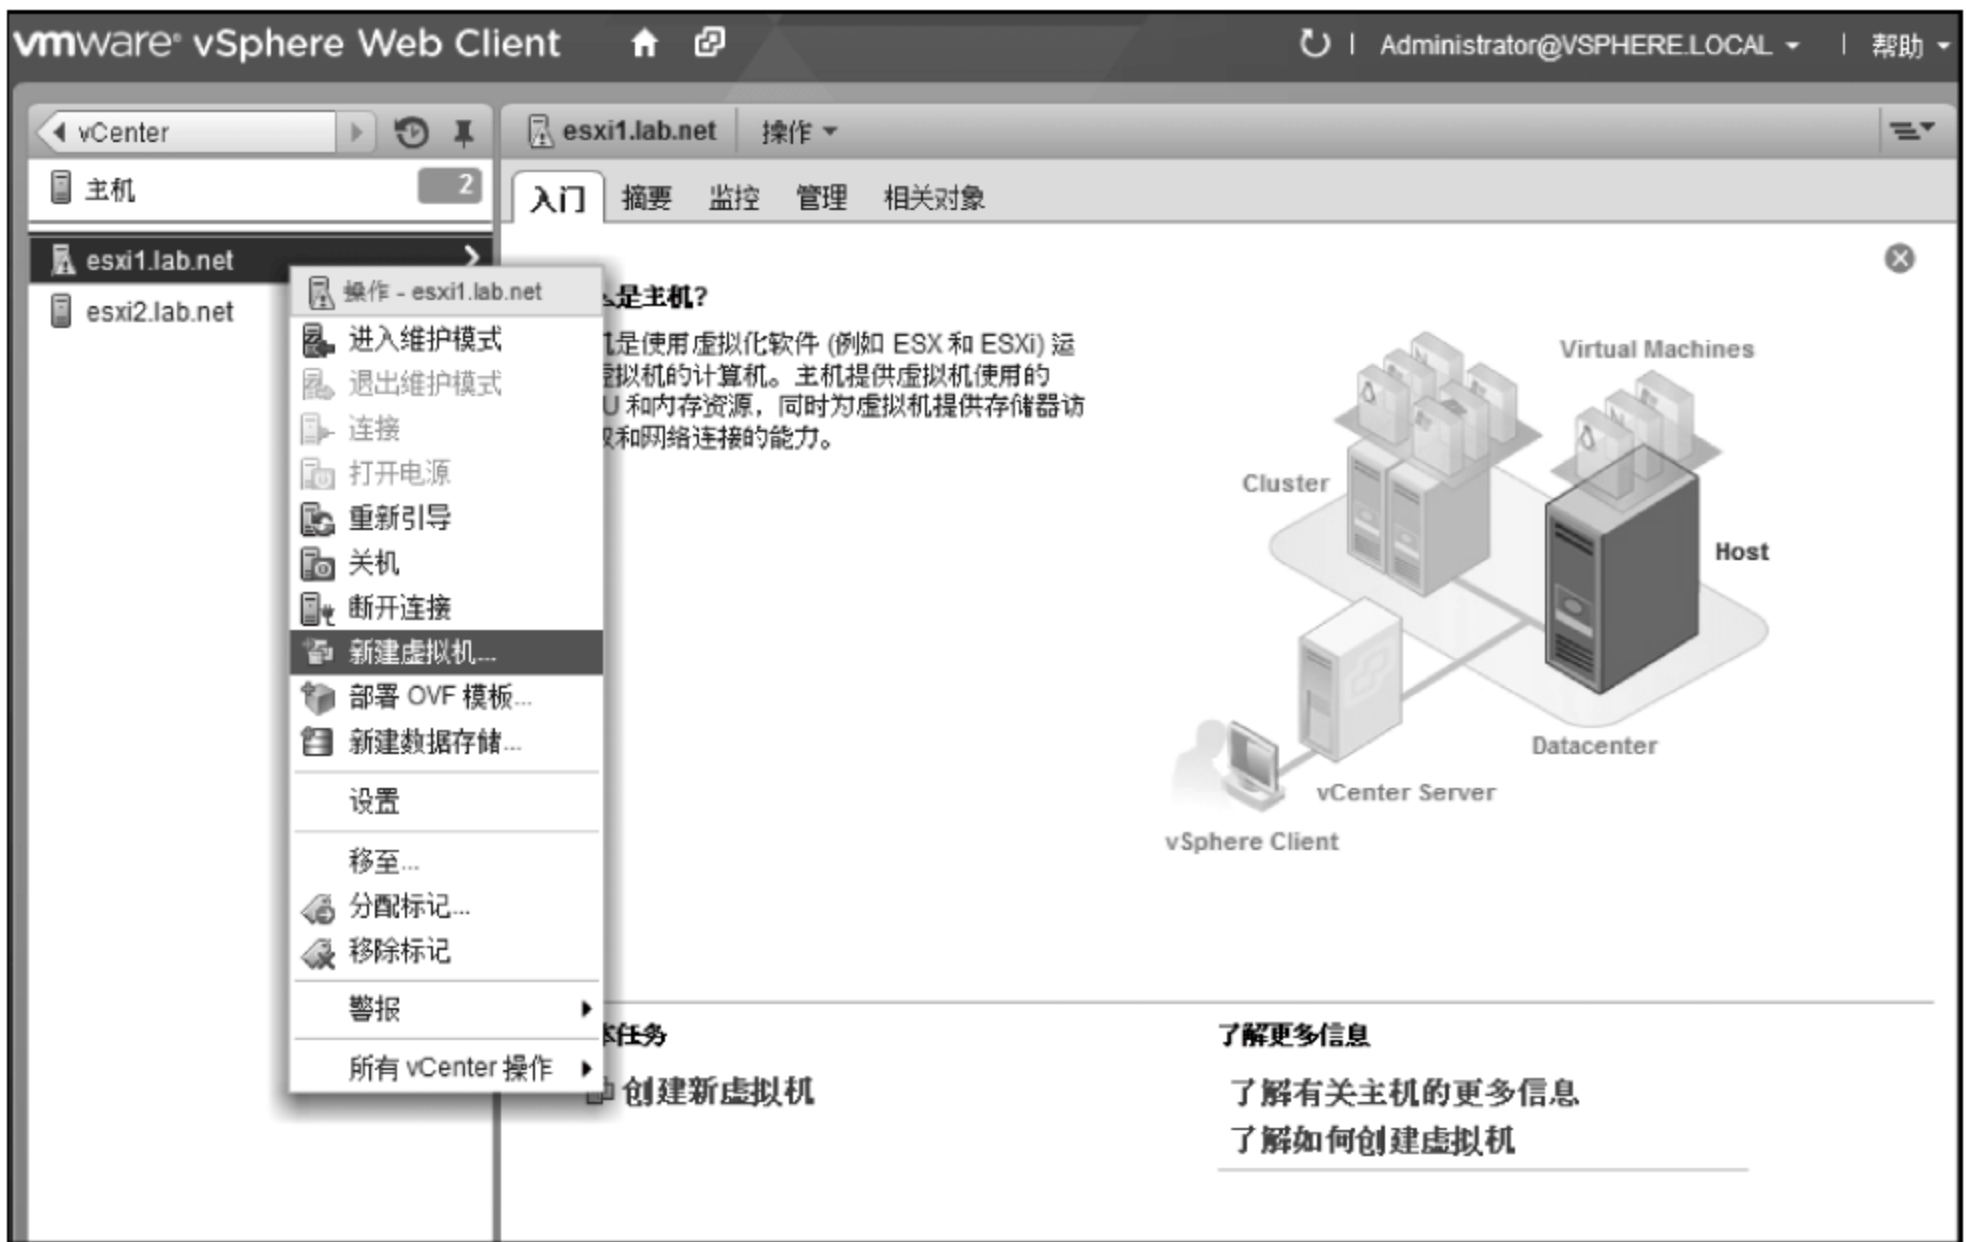 vmware vSphere Web Client
Administrator@VSPHERE.LOCAL
帮助
vCenter
主机
2
esxi1.lab.net
esxi2.lab.net
esxi1.lab.net
操作
入门
摘要
监控
管理
相关对象
操作 - esxi1.lab.net
进入维护模式
退出维护模式
连接
打开电源
重新引导
关机
断开连接
新建虚拟机...
部署 OVF 模板...
新建数据存储...
设置
移至...
分配标记...
移除标记
警报
所有 vCenter 操作
是主机?
是使用虚拟化软件 (例如 ESX 和 ESXi) 运
拟机的计算机。主机提供虚拟机使用的
U 和内存资源，同时为虚拟机提供存储器访
和网络连接的能力。
Virtual Machines
Cluster
Host
Datacenter
vCenter Server
vSphere Client
任务
创建新虚拟机
了解更多信息
了解有关主机的更多信息
了解如何创建虚拟机